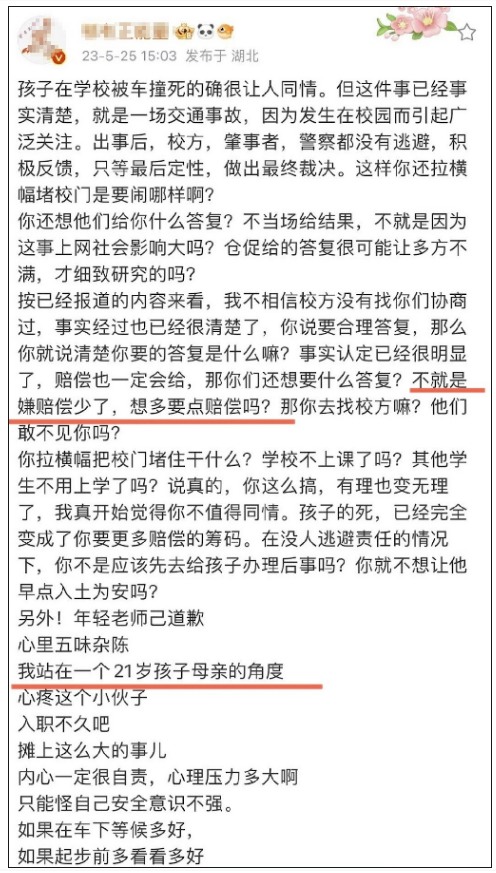 23-5-25 15:03 发布于 湖北
孩子在学校被车撞死的确很让人同情。但这件事已经事
实清楚，就是一场交通事故，因为发生在校园而引起广
泛关注。出事后，校方，肇事者，警察都没有逃避，积
极反馈，只等最后定性，做出最终裁决。这样你还拉横
幅堵校门是要闹哪样啊？
你还想他们给你什么答复？不当场给结果，不就是因为
这事上网社会影响大吗？仓促给的答复很可能让多方不
满，才细致研究的吗？
按已经报道的内容来看，我不相信校方没有找你们协商
过，事实经过也已经很清楚了，你说要合理答复，那么
你就说清楚你要的答复是什么嘛？事实认定已经很明显
了，赔偿也一定会给，那你们还想要什么答复？不就是
嫌赔偿少了，想多要点赔偿吗？那你去找校方嘛？他们
敢不见你吗？
你拉横幅把校门堵住干什么？学校不上课了吗？其他学
生不用上学了吗？说真的，你这么搞，有理也变无理
了，我真开始觉得你不值得同情。孩子的死，已经完全
变成了你要更多赔偿的筹码。在没人逃避责任的情况
下，你不是应该先去给孩子办理后事吗？你就不想让他
早点入土为安吗？
另外！年轻老师己道歉
心里五味杂陈
我站在一个21岁孩子母亲的角度
心疼这个小伙子
入职不久吧
摊上这么大的事儿
内心一定很自责，心理压力多大啊
只能怪自己安全意识不强。
如果在车下等候多好，
如果起步前多看看多好